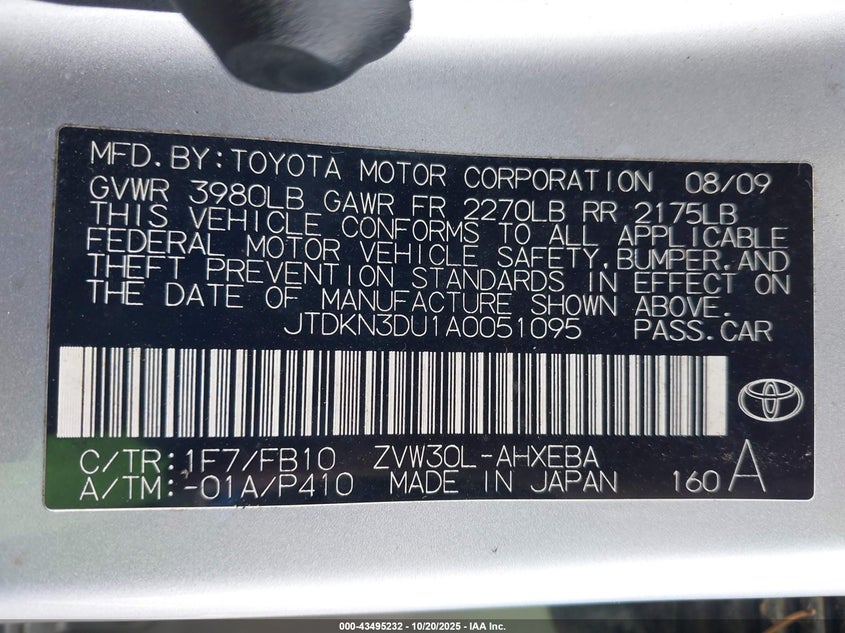 MFD.BY:TOYOTA MOTOR CORPORATION 08/09
GVWR 3980LB GAWR FR 2270LB RR 2175LB
THIS VEHICLE CONFORMS TO ALL APPLICABLE
FEDERAL MOTOR VEHICLE SAFETY,BUMPER,AND
THEFT PREVENTION STANDARDS IN EFFECT ON
THE DATE OF MANUFACTURE SHOWN ABOVE.
JTDKN3DU1A0051095 PASS.CAR
C/TR:1F7/FB10 ZVW30L-AHXEBA
A/TM:-01A/P410 MADE IN JAPAN 160 A
000-43495232 - 10/20/2025 - IAA Inc.